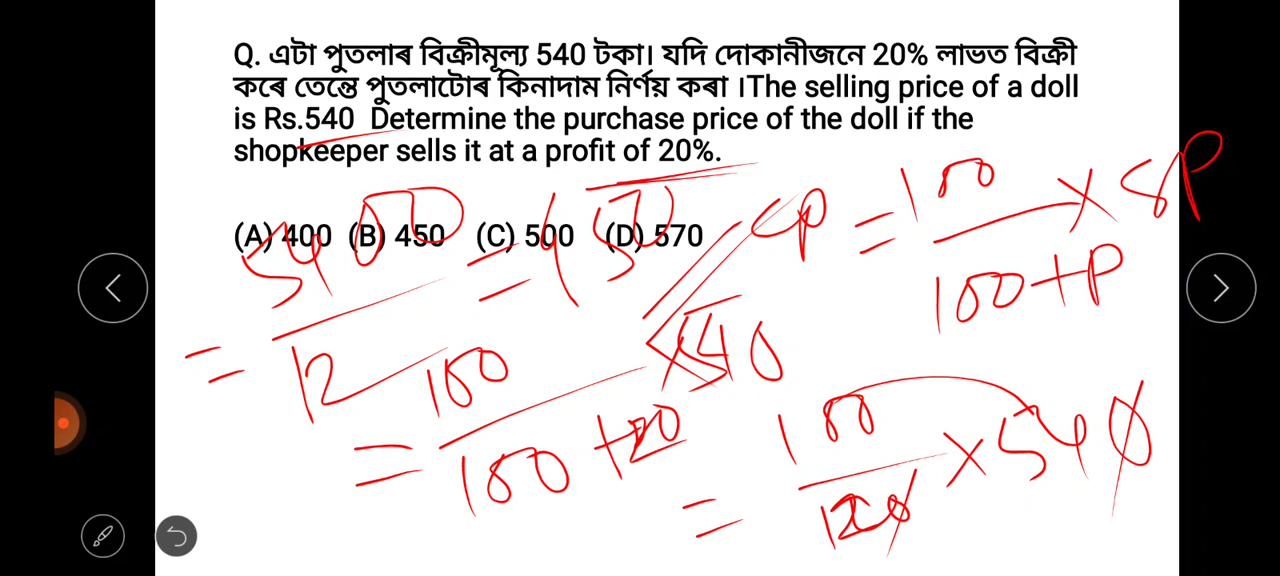 Q. এটা পুতলাৰ বিক্ৰীমূল্য 540 টকা। যদি দোকানীজনে 20% লাভত বিক্ৰী
কৰে তেন্তে পুতলাটোৰ কিনাদাম নিৰ্ণয় কৰা ।The selling price of a doll
is Rs.540 Determine the purchase price of the doll if the
shopkeeper sells it at a profit of 20%.
(A) 400 (B) 450 (C) 500 (D) 570
CP = 100 / 100+P × SP
= 100 / 100+20 × 540
= 100 / 120 × 540
= 5400 / 12 = 450